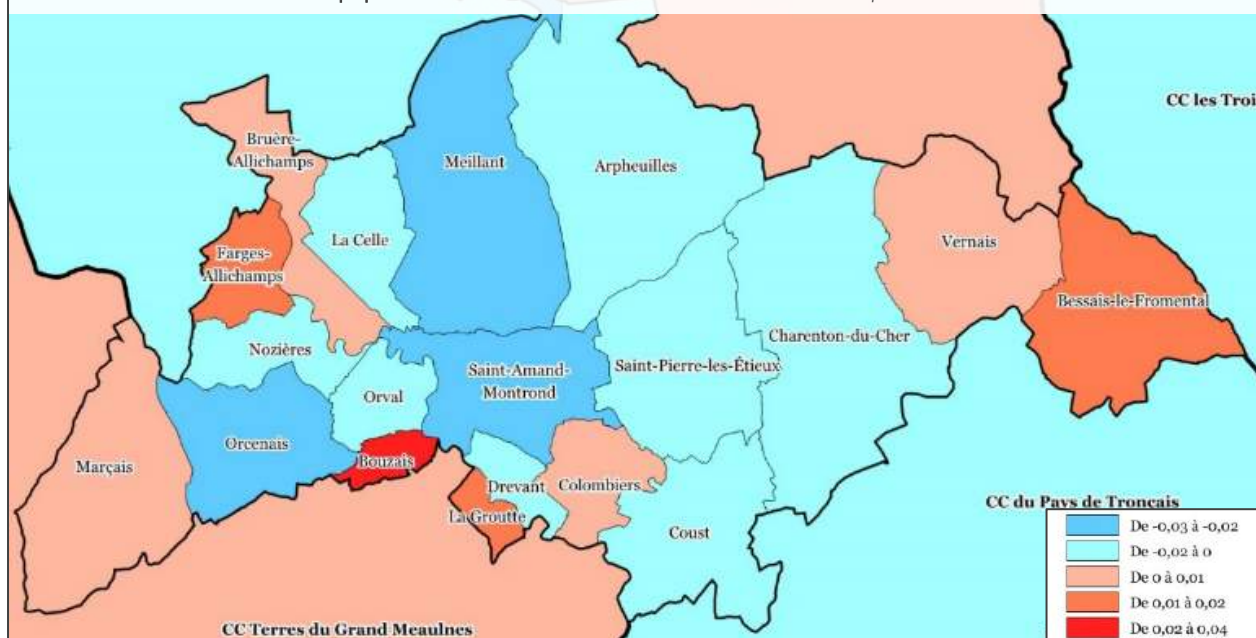 CC les Troi
Bruère-
Allichamps
Meillant
Arpheuilles
La Celle
Vernais
Farges-
Allichamps
Bessais-le-Fromental
Nozières
Charenton-du-Cher
Saint-Amand-
Montrond
Saint-Pierre-les-Étieux
Orval
Orcenais
Bouzais
Marçais
Drevant
Colombiers
La Groutte
Coust
CC du Pays de Troncais
De -0,03 à -0,02
De -0,02 à 0
De 0 à 0,01
De 0,01 à 0,02
De 0,02 à 0,04
CC Terres du Grand Meaulnes